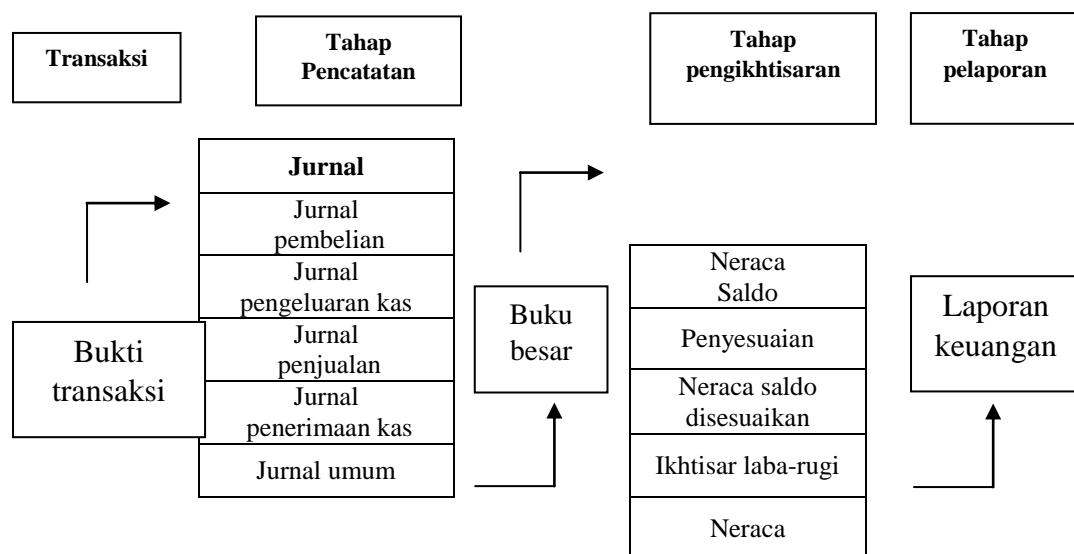 Transaksi
Tahap
Pencatatan
Tahap
pengikhtisaran
Tahap
pelaporan
Bukti
transaksi
Jurnal
Jurnal
pembelian
Jurnal
pengeluaran kas
Jurnal
penjualan
Jurnal
penerimaan kas
Jurnal umum
Buku
besar
Neraca
Saldo
Penyesuaian
Neraca saldo
disesuaikan
Ikhtisar laba-rugi
Neraca
Laporan
keuangan